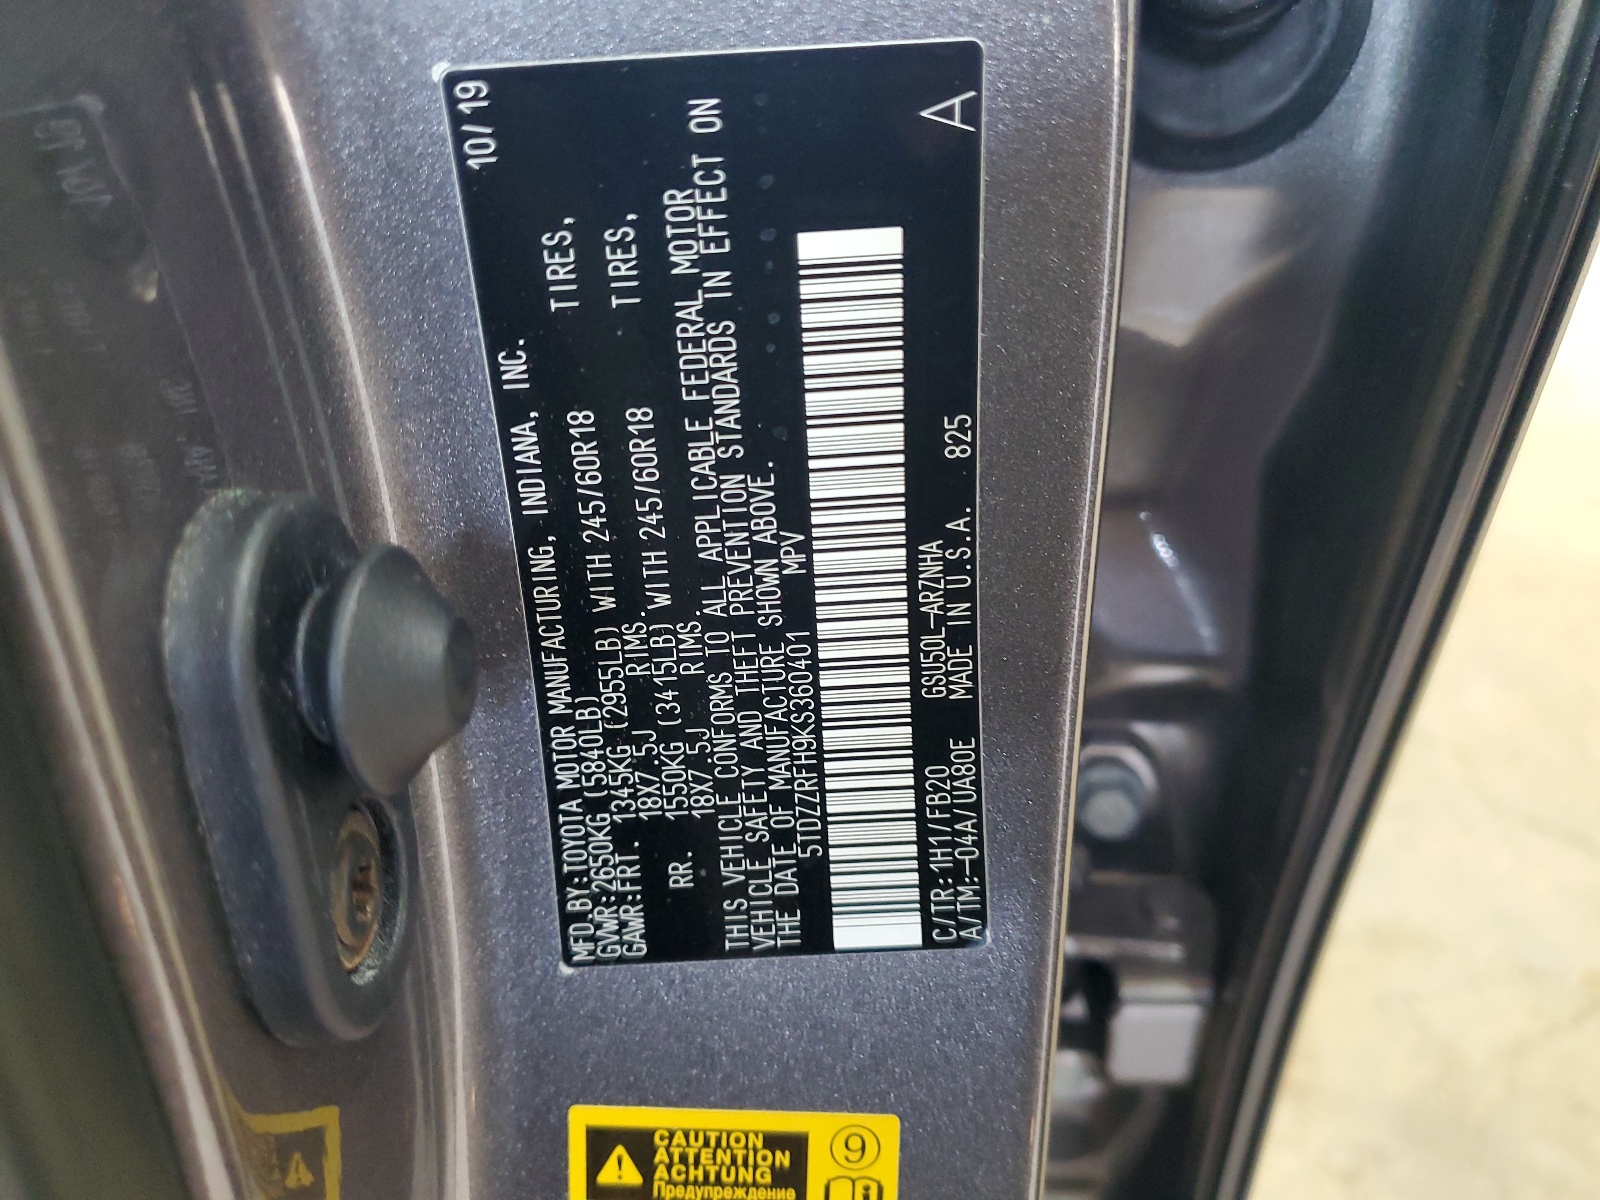 MFD.BY:TOYOTA MOTOR MANUFACTURING, INDIANA, INC. 10/19
GVWR:2650KG (5840LB)
GAWR:FRT. 1345KG (2955LB) WITH 245/60R18 TIRES,
18X7.5J RIMS.
RR. 1550KG (3415LB) WITH 245/60R18 TIRES,
18X7.5J RIMS.
THIS VEHICLE CONFORMS TO ALL APPLICABLE FEDERAL MOTOR
VEHICLE SAFETY AND THEFT PREVENTION STANDARDS IN EFFECT ON
THE DATE OF MANUFACTURE SHOWN ABOVE.
5TDZZRFH9KS360401 MPV
C/TR:1H1/FB20 GSU50L-ARZNHA
A/TM:-04A/UA80E MADE IN U.S.A. 825
A
CAUTION
ATTENTION
ACHTUNG
Предупреждение
9